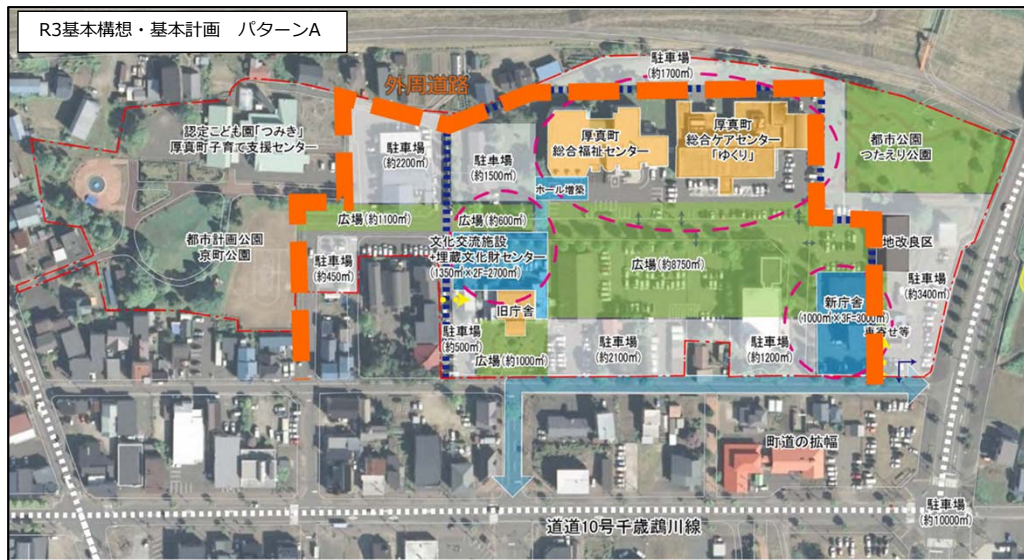 R3基本構想・基本計画　パターンA
外周道路
駐車場
(約1700㎡)
認定こども園「つみき」
厚真町子育て支援センター
駐車場
(約2200㎡)
駐車場
(約1500㎡)
厚真町
総合福祉センター
厚真町
総合ケアセンター
「ゆくり」
都市公園
つたえり公園
ホール増築
広場(約1100㎡)
広場(約600㎡)
都市計画公園
京町公園
駐車場
(約450㎡)
文化交流施設
+埋蔵文化財センター
(1350㎡×2F=2700㎡)
広場(約8750㎡)
地改良区
駐車場
(約3400㎡)
新庁舎
(1000㎡×3F=3000㎡)
車寄せ等
旧庁舎
駐車場
(約500㎡)
広場(約1000㎡)
駐車場
(約2100㎡)
駐車場
(約1200㎡)
町道の拡幅
駐車場
(約10000㎡)
道道10号千歳鵡川線